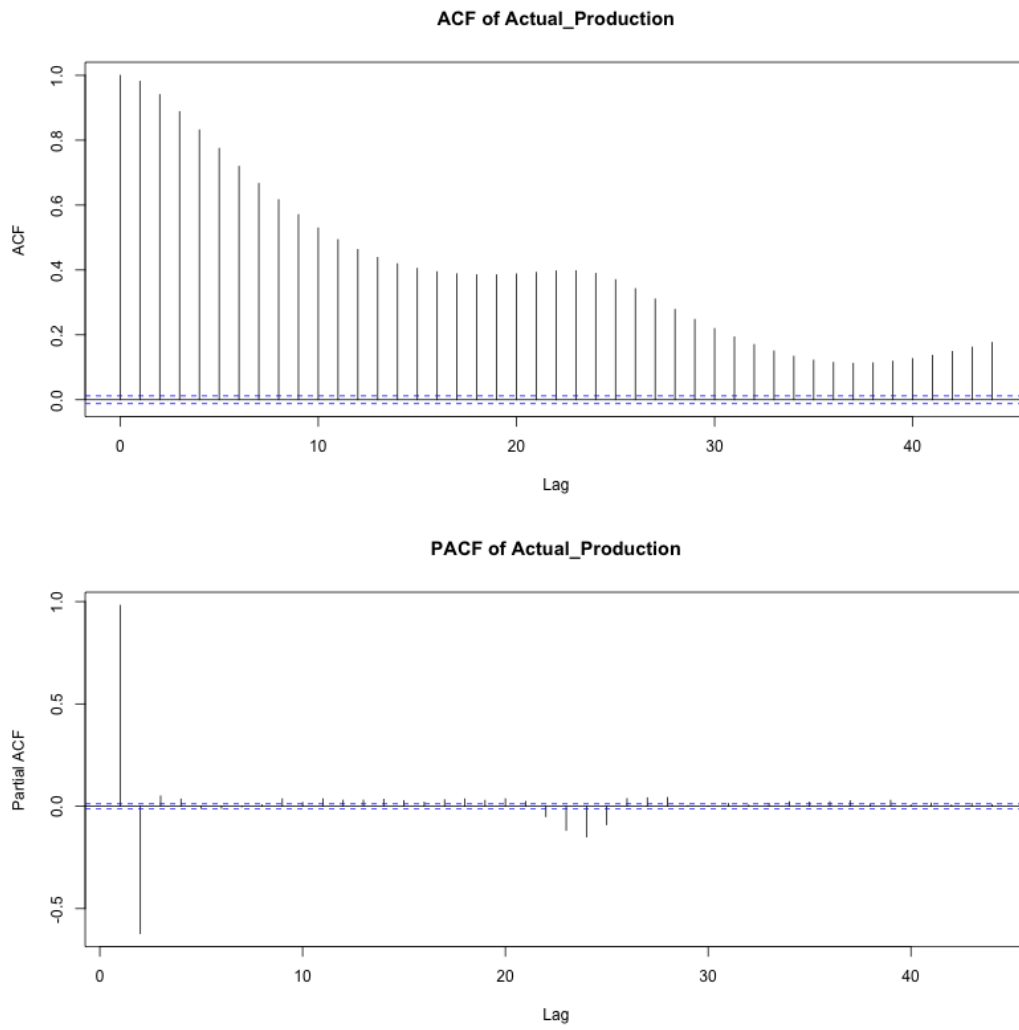 ACF of Actual_Production
1.0
0.8
0.6
0.4
0.2
0.0
ACF
0 10 20 30 40
Lag
PACF of Actual_Production
1.0
0.5
0.0
-0.5
Partial ACF
0 10 20 30 40
Lag